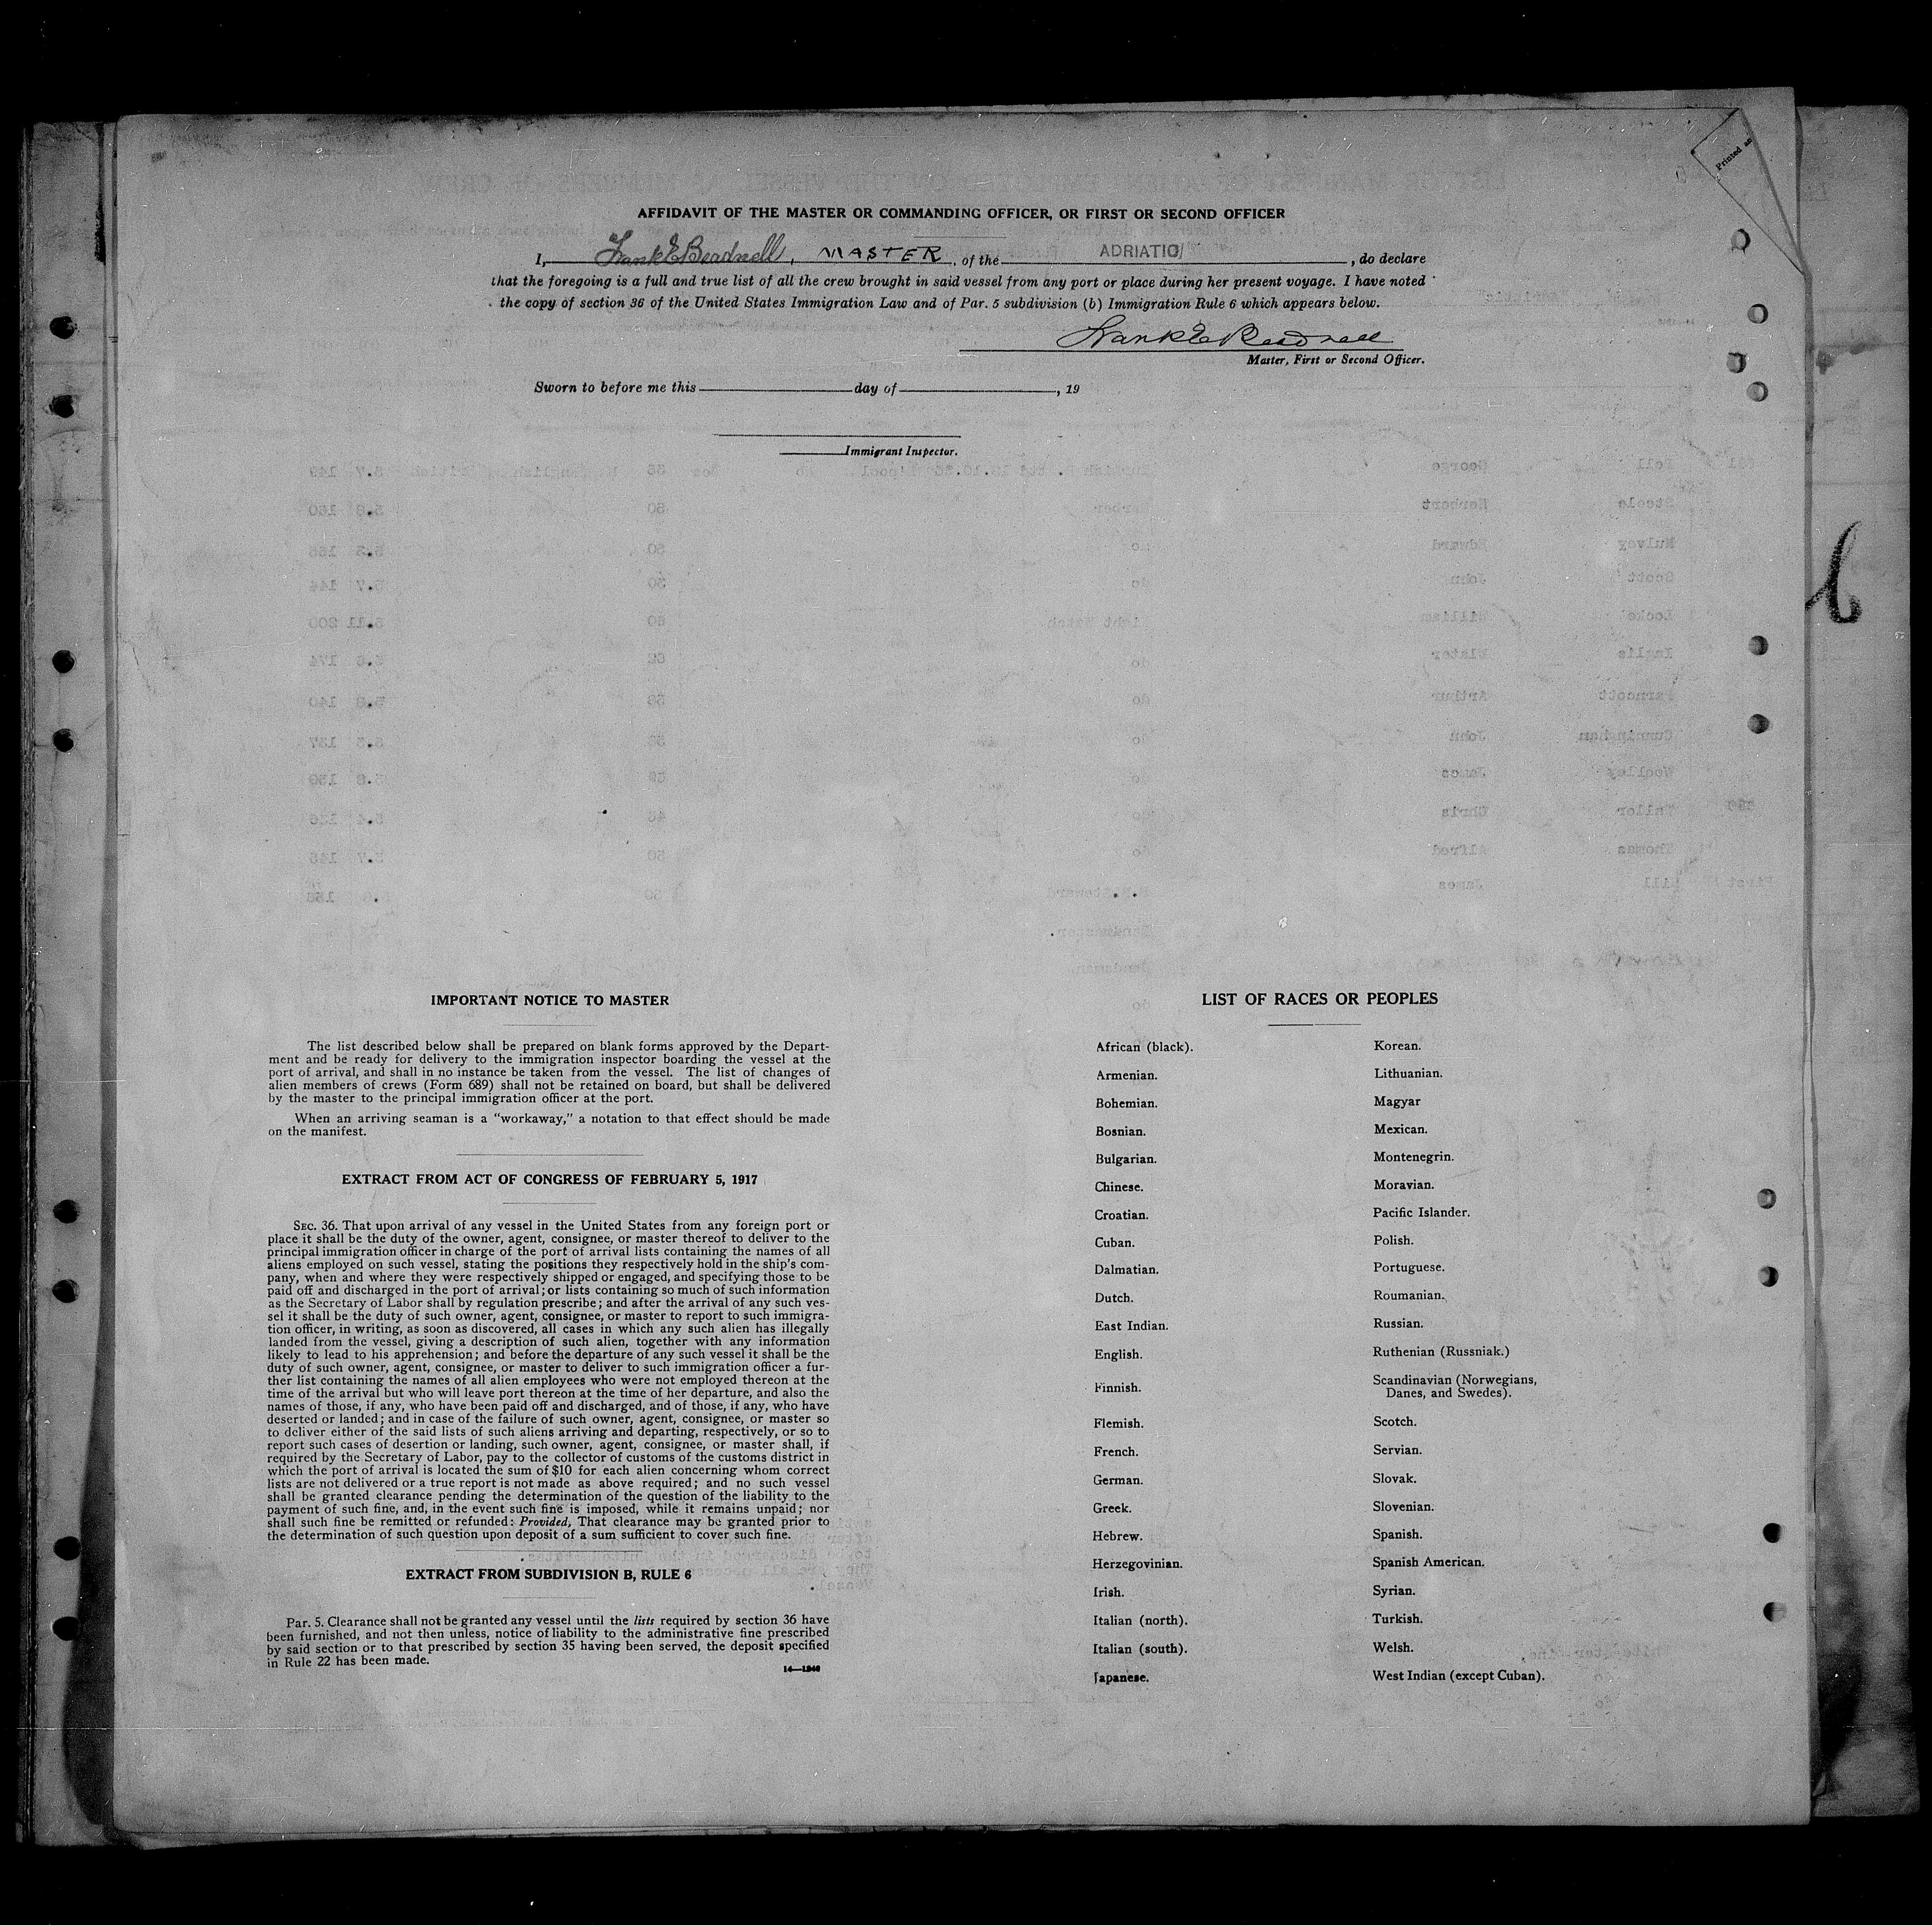 Printed as
AFFIDAVIT OF THE MASTER OR COMMANDING OFFICER, OR FIRST OR SECOND OFFICER
I, Frank E Beadnell, MASTER, of the ADRIATIC, do declare
that the foregoing is a full and true list of all the crew brought in said vessel from any port or place during her present voyage. I have noted
the copy of section 36 of the United States Immigration Law and of Par. 5 subdivision (b) Immigration Rule 6 which appears below.
Frank E Beadnell
Master, First or Second Officer.
Sworn to before me this day of , 19
Immigrant Inspector.
IMPORTANT NOTICE TO MASTER
The list described below shall be prepared on blank forms approved by the Depart-
ment and be ready for delivery to the immigration inspector boarding the vessel at the
port of arrival, and shall in no instance be taken from the vessel. The list of changes of
alien members of crews (Form 689) shall not be retained on board, but shall be delivered
by the master to the principal immigration officer at the port.
When an arriving seaman is a "workaway," a notation to that effect should be made
on the manifest.
EXTRACT FROM ACT OF CONGRESS OF FEBRUARY 5, 1917
SEC. 36. That upon arrival of any vessel in the United States from any foreign port or
place it shall be the duty of the owner, agent, consignee, or master thereof to deliver to the
principal immigration officer in charge of the port of arrival lists containing the names of all
aliens employed on such vessel, stating the positions they respectively hold in the ship's com-
pany, when and where they were respectively shipped or engaged, and specifying those to be
paid off and discharged in the port of arrival; or lists containing so much of such information
as the Secretary of Labor shall by regulation prescribe; and after the arrival of any such ves-
sel it shall be the duty of such owner, agent, consignee, or master to report to such immigra-
tion officer, in writing, as soon as discovered, all cases in which any such alien has illegally
landed from the vessel, giving a description of such alien, together with any information
likely to lead to his apprehension; and before the departure of any such vessel it shall be the
duty of such owner, agent, consignee, or master to deliver to such immigration officer a fur-
ther list containing the names of all alien employees who were not employed thereon at the
time of the arrival but who will leave port thereon at the time of her departure, and also the
names of those, if any, who have been paid off and discharged, and of those, if any, who have
deserted or landed; and in case of the failure of such owner, agent, consignee, or master so
to deliver either of the said lists of such aliens arriving and departing, respectively, or so to
report such cases of desertion or landing, such owner, agent, consignee, or master shall, if
required by the Secretary of Labor, pay to the collector of customs of the customs district in
which the port of arrival is located the sum of $10 for each alien concerning whom correct
lists are not delivered or a true report is not made as above required; and no such vessel
shall be granted clearance pending the determination of the question of the liability to the
payment of such fine, and, in the event such fine is imposed, while it remains unpaid; nor
shall such fine be remitted or refunded: Provided, That clearance may be granted prior to
the determination of such question upon deposit of a sum sufficient to cover such fine.
EXTRACT FROM SUBDIVISION B, RULE 6
Par. 5. Clearance shall not be granted any vessel until the lists required by section 36 have
been furnished, and not then unless, notice of liability to the administrative fine prescribed
by said section or to that prescribed by section 35 having been served, the deposit specified
in Rule 22 has been made.
14—1240
LIST OF RACES OR PEOPLES
African (black).
Armenian.
Bohemian.
Bosnian.
Bulgarian.
Chinese.
Croatian.
Cuban.
Dalmatian.
Dutch.
East Indian.
English.
Finnish.
Flemish.
French.
German.
Greek.
Hebrew.
Herzegovinian.
Irish.
Italian (north).
Italian (south).
Japanese.
Korean.
Lithuanian.
Magyar
Mexican.
Montenegrin.
Moravian.
Pacific Islander.
Polish.
Portuguese.
Roumanian.
Russian.
Ruthenian (Russniak.)
Scandinavian (Norwegians,
Danes, and Swedes).
Scotch.
Servian.
Slovak.
Slovenian.
Spanish.
Spanish American.
Syrian.
Turkish.
Welsh.
West Indian (except Cuban).